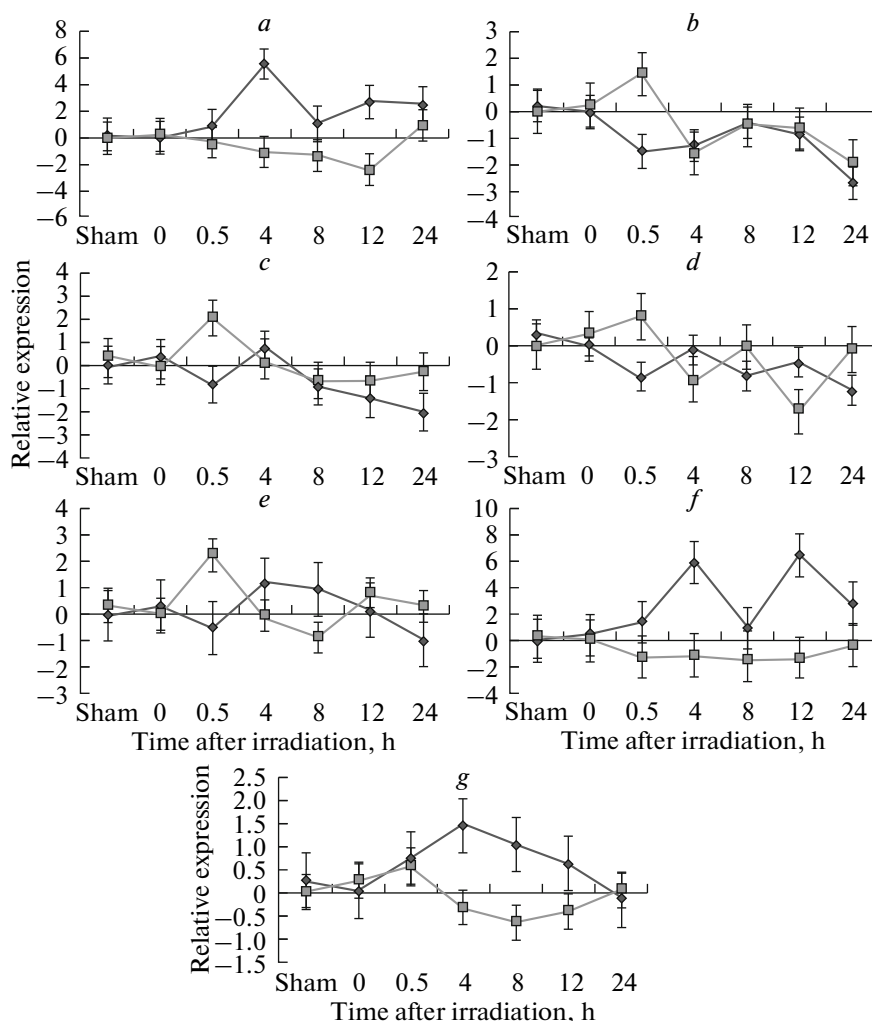 a
8
6
4
2
0
−2
−4
−6
Sham 0 0.5 4 8 12 24
b
3
2
1
0
−1
−2
−3
−4
Sham 0 0.5 4 8 12 24
c
4
3
2
1
0
−1
−2
−3
−4
Sham 0 0.5 4 8 12 24
d
2
1
0
−1
−2
−3
Sham 0 0.5 4 8 12 24
Relative expression
e
4
3
2
1
0
−1
−2
−3
Sham 0 0.5 4 8 12 24
Time after irradiation, h
f
10
8
6
4
2
0
−2
−4
Sham 0 0.5 4 8 12 24
Time after irradiation, h
g
Relative expression
2.5
2.0
1.5
1.0
0.5
0
−0.5
−1.0
−1.5
Sham 0 0.5 4 8 12 24
Time after irradiation, h